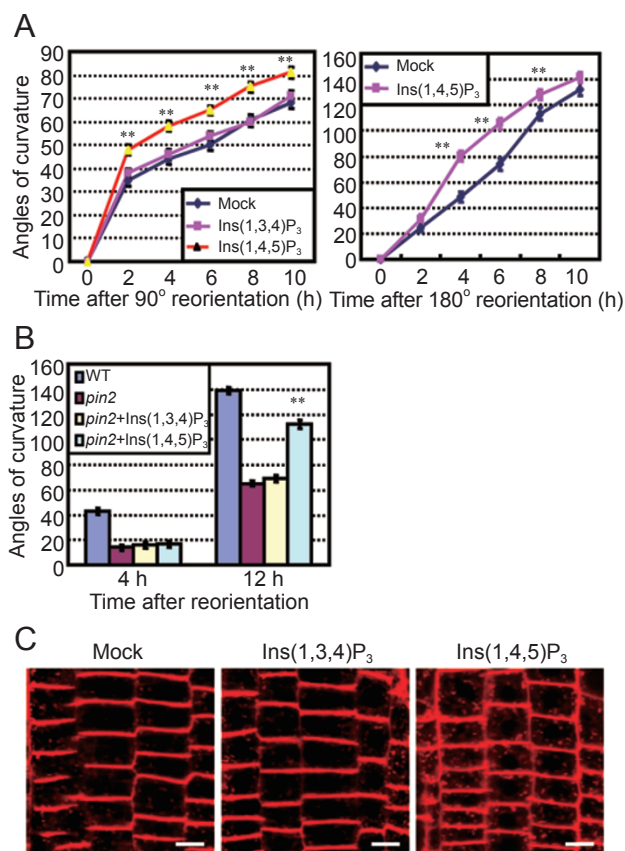 A
Angles of curvature
90
80
70
60
50
40
30
20
10
0
** ** ** ** **
Mock
Ins(1,3,4)P3
Ins(1,4,5)P3
0 2 4 6 8 10
Time after 90° reorientation (h)
160
140
120
100
80
60
40
20
0
Mock
Ins(1,4,5)P3
** ** **
0 2 4 6 8 10
Time after 180° reorientation (h)
B
Angles of curvature
160
140
120
100
80
60
40
20
0
WT
pin2
pin2+Ins(1,3,4)P3
pin2+Ins(1,4,5)P3
**
4 h 12 h
Time after reorientation
C
Mock Ins(1,3,4)P3 Ins(1,4,5)P3